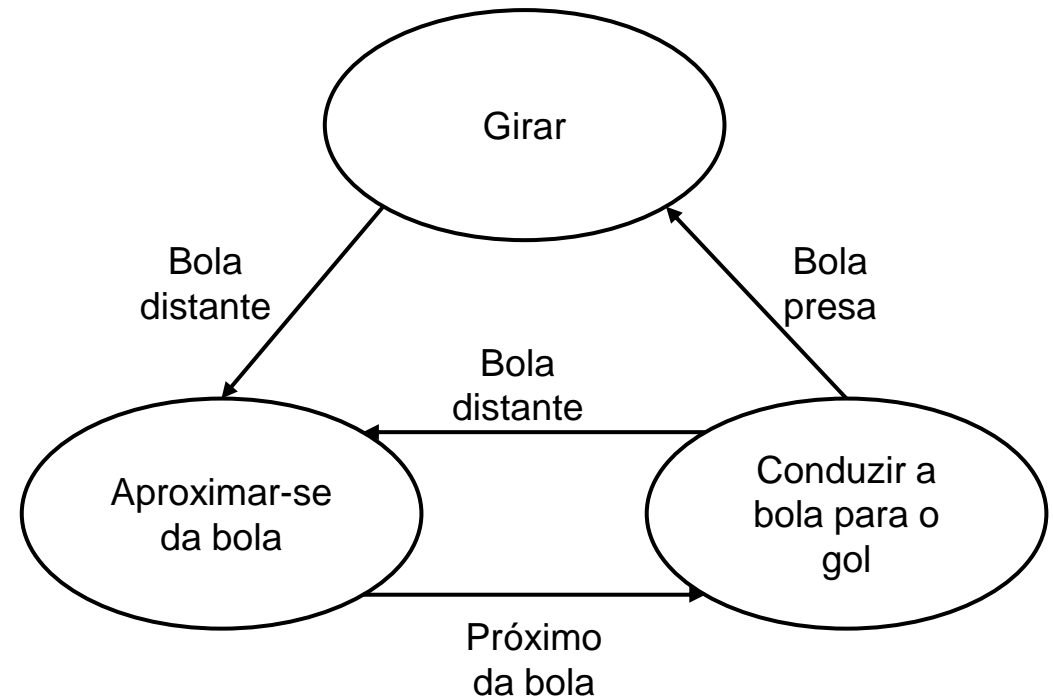 Girar
Bola
distante
Bola
presa
Bola
distante
Aproximar-se
da bola
Conduzir a
bola para o
gol
Próximo
da bola